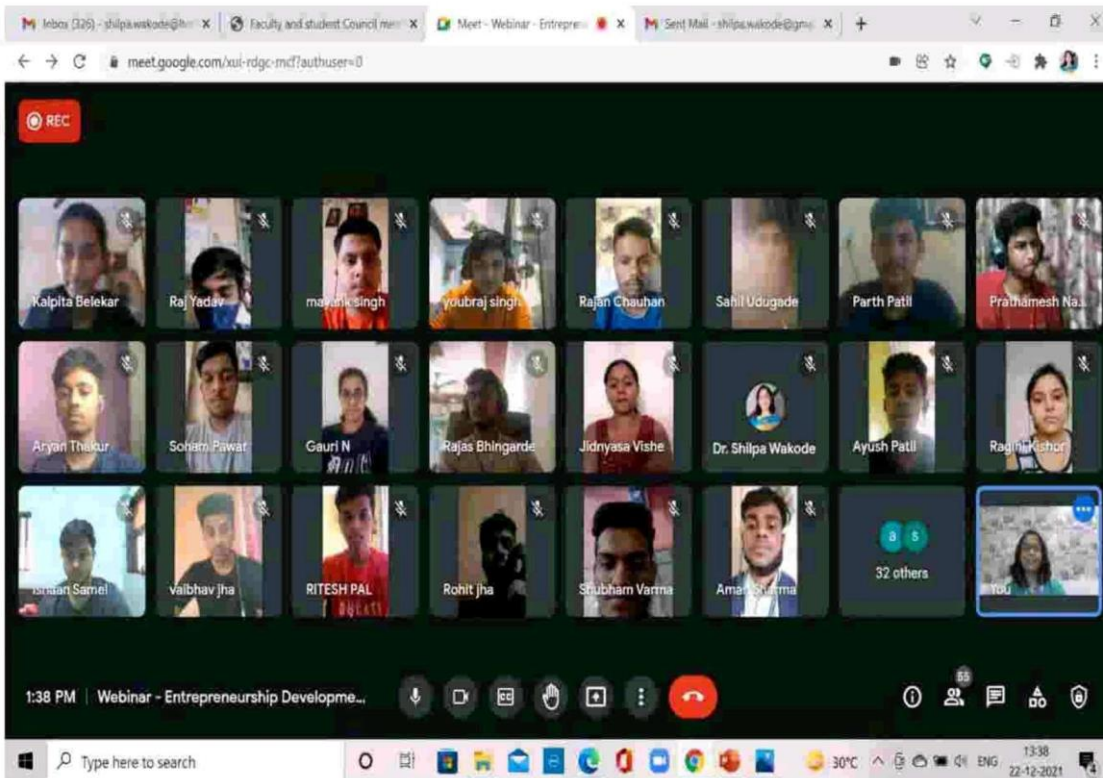 Inbox (326) - shilpa.wakode@
Faculty and student Council me
Meet - Webinar - Entrepren
Sent Mail - shilpa.wakode@gma
meet.google.com/xui-rdgc-mcf?authuser=0
REC
Kalpita Belekar
Raj Yadav
mayank singh
youbraj singh
Rajan Chauhan
Sahil Udugade
Parth Patil
Prathamesh Na...
Aryan Thakur
Soham Pawar
Gauri N
Rajas Bhingarde
Jidnyasa Vishe
Dr. Shilpa Wakode
Ayush Patil
Ragini Kishor
Ishaan Samel
vaibhav jha
RITESH PAL
Rohit jha
Shubham Varma
Aman Sharma
a s
32 others
You
1:38 PM | Webinar - Entrepreneurship Developme...
CC
55
Type here to search
30°C
ENG
13:38
22-12-2021
4